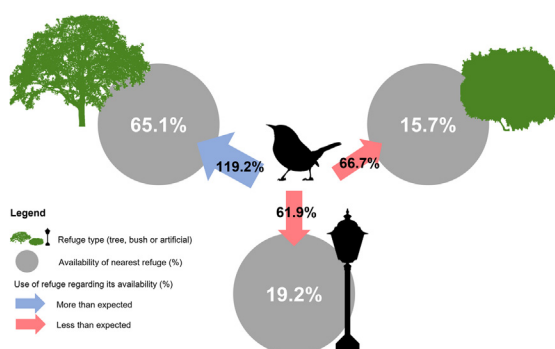 65.1%
15.7%
119.2%
66.7%
61.9%
19.2%
Legend
Refuge type (tree, bush or artificial)
Availability of nearest refuge (%)
Use of refuge regarding its availability (%)
More than expected
Less than expected